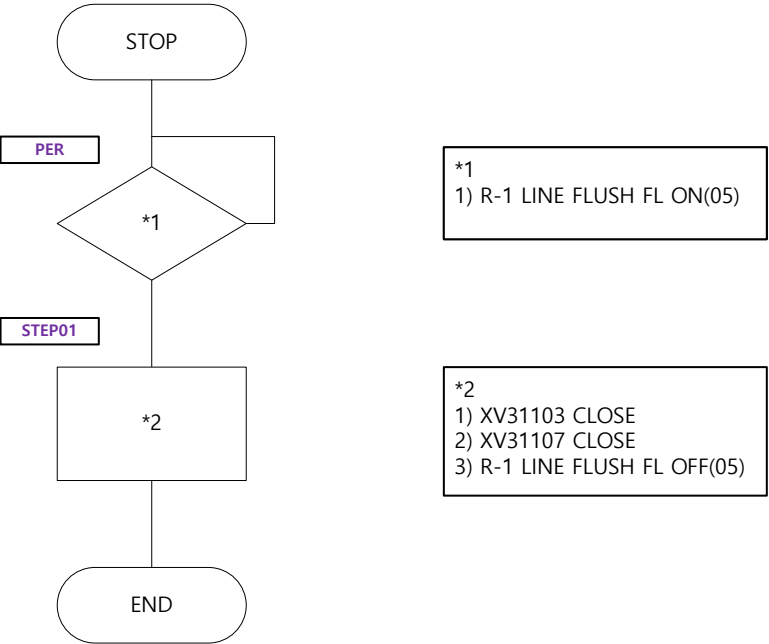 STOP
PER
*1
*1
1) R-1 LINE FLUSH FL ON(05)
STEP01
*2
*2
1) XV31103 CLOSE
2) XV31107 CLOSE
3) R-1 LINE FLUSH FL OFF(05)
END